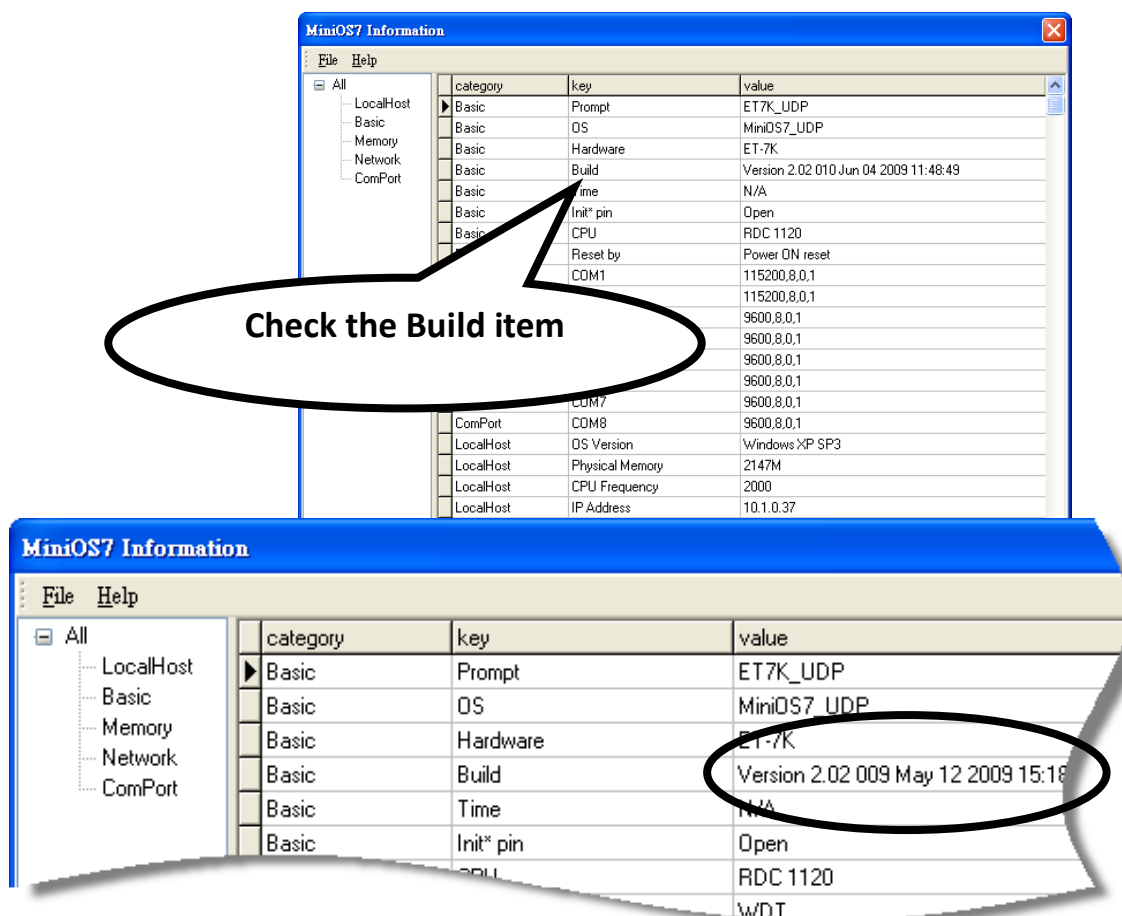 MiniOS7 Information
File Help
All
LocalHost
Basic
Memory
Network
ComPort
category key value
Basic Prompt ET7K_UDP
Basic OS MiniOS7_UDP
Basic Hardware ET-7K
Basic Build Version 2.02 010 Jun 04 2009 11:48:49
Basic Time N/A
Basic Init* pin Open
Basic CPU RDC 1120
Reset by Power ON reset
COM1 115200,8,0,1
115200,8,0,1
9600,8,0,1
9600,8,0,1
9600,8,0,1
9600,8,0,1
COM7 9600,8,0,1
ComPort COM8 9600,8,0,1
LocalHost OS Version Windows XP SP3
LocalHost Physical Memory 2147M
LocalHost CPU Frequency 2000
LocalHost IP Address 10.1.0.37
Check the Build item
MiniOS7 Information
File Help
All
LocalHost
Basic
Memory
Network
ComPort
category key value
Basic Prompt ET7K_UDP
Basic OS MiniOS7_UDP
Basic Hardware ET-7K
Basic Build Version 2.02 009 May 12 2009 15:18
Basic Time N/A
Basic Init* pin Open
CPU RDC 1120
WDT